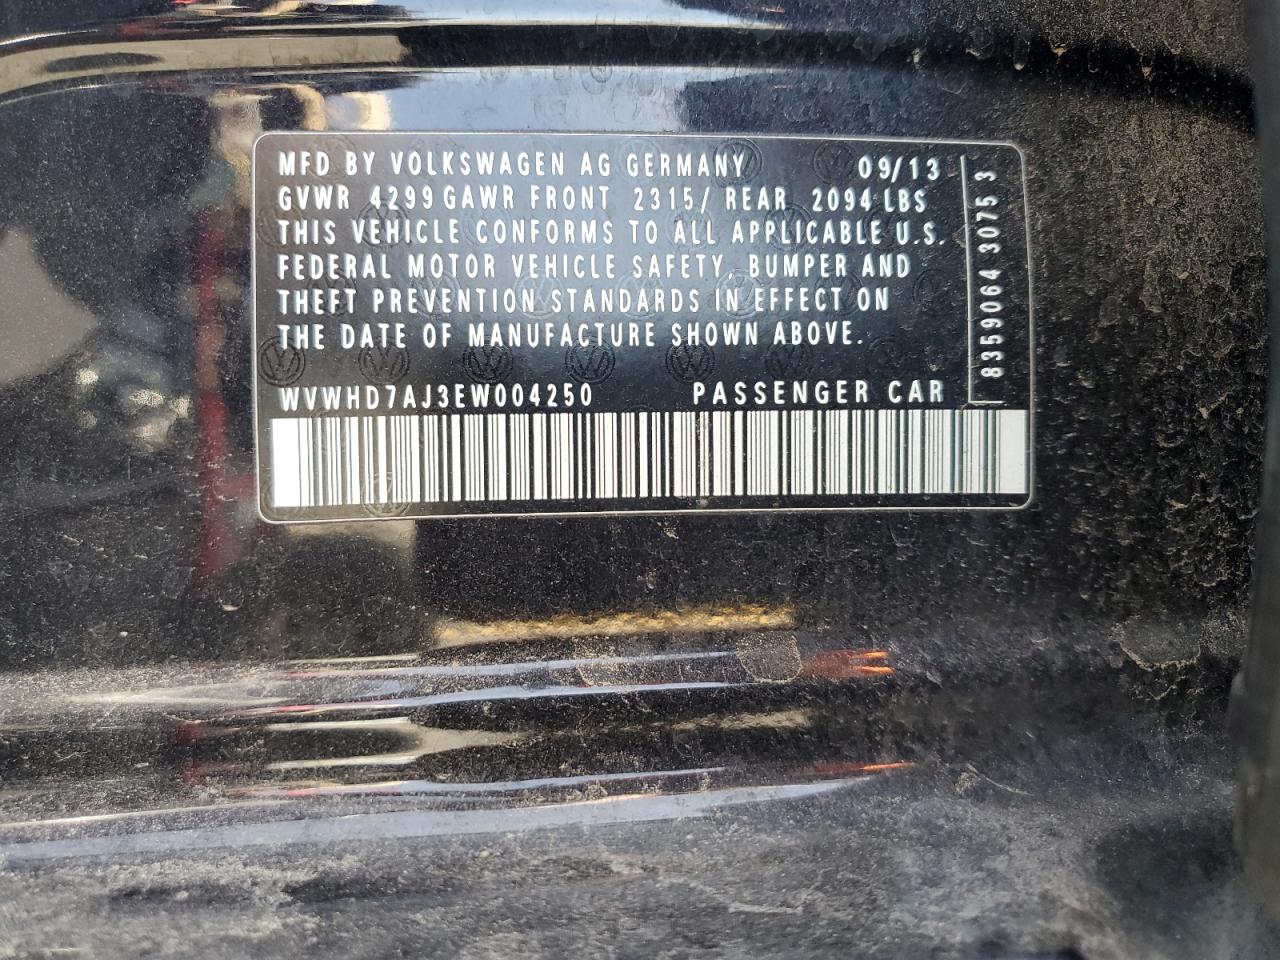 MFD BY VOLKSWAGEN AG GERMANY 09/13
GVWR 4299 GAWR FRONT 2315/ REAR 2094 LBS
THIS VEHICLE CONFORMS TO ALL APPLICABLE U.S.
FEDERAL MOTOR VEHICLE SAFETY, BUMPER AND
THEFT PREVENTION STANDARDS IN EFFECT ON
THE DATE OF MANUFACTURE SHOWN ABOVE.
WVWHD7AJ3EW004250 PASSENGER CAR
8359064 3075 3